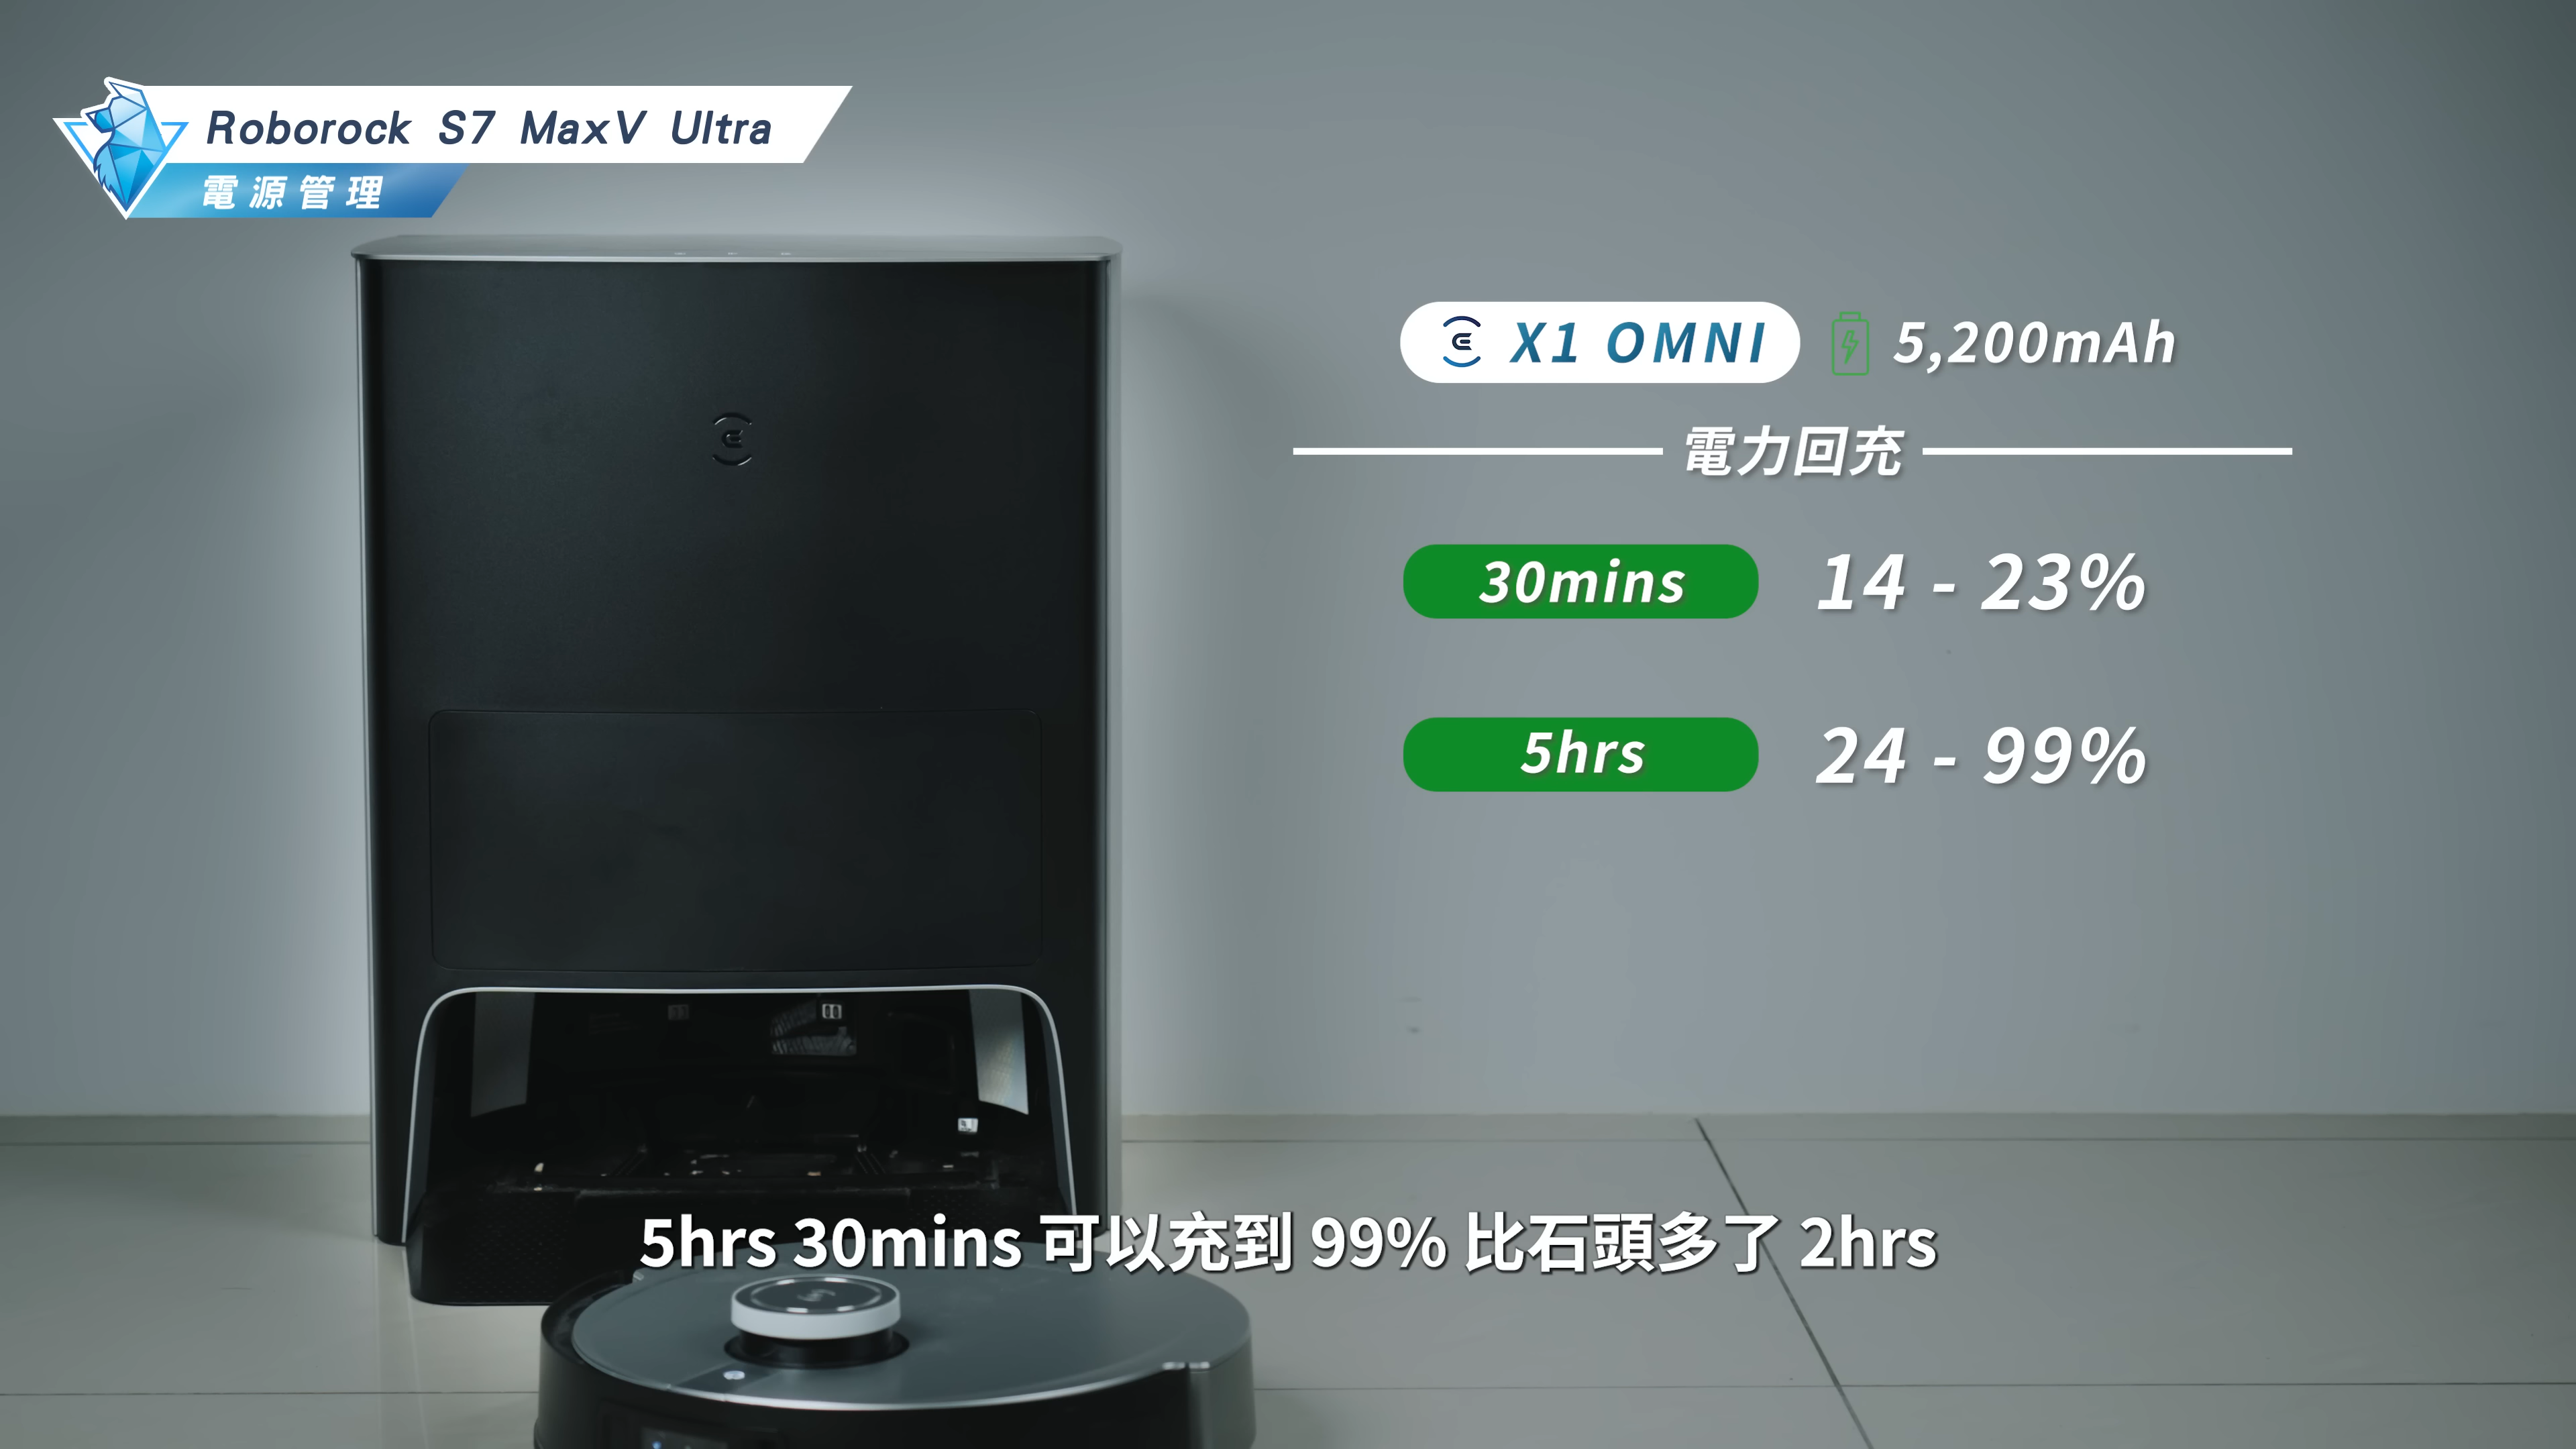 Roborock S7 MaxV Ultra
電源管理
X1 OMNI 5,200mAh
電力回充
30mins 14 - 23%
5hrs 24 - 99%
5hrs 30mins 可以充到 99% 比石頭多了 2hrs